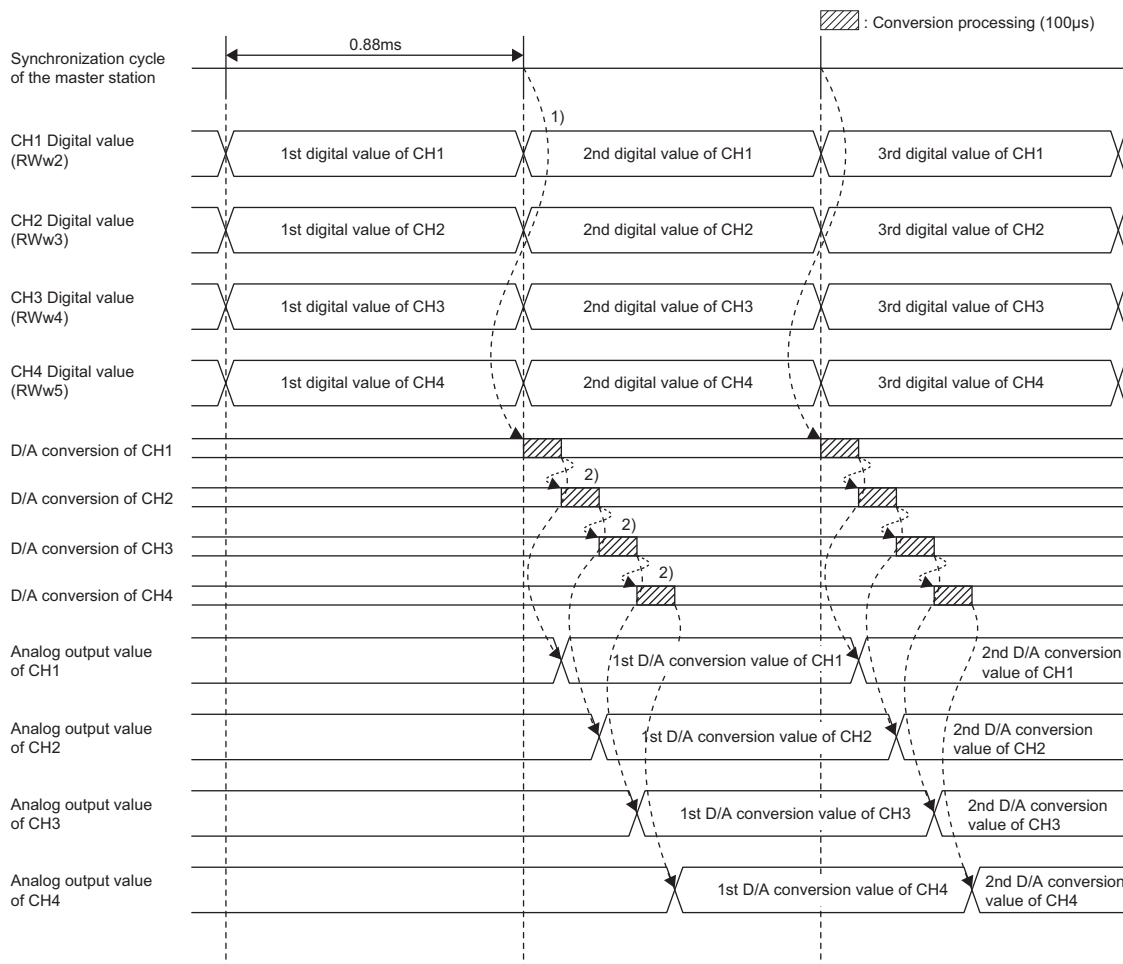 : Conversion processing (100μs)
0.88ms
Synchronization cycle
of the master station
1)
CH1 Digital value
(RWw2)
1st digital value of CH1
2nd digital value of CH1
3rd digital value of CH1
CH2 Digital value
(RWw3)
1st digital value of CH2
2nd digital value of CH2
3rd digital value of CH2
CH3 Digital value
(RWw4)
1st digital value of CH3
2nd digital value of CH3
3rd digital value of CH3
CH4 Digital value
(RWw5)
1st digital value of CH4
2nd digital value of CH4
3rd digital value of CH4
D/A conversion of CH1
2)
D/A conversion of CH2
2)
D/A conversion of CH3
2)
D/A conversion of CH4
Analog output value
of CH1
1st D/A conversion value of CH1
2nd D/A conversion
value of CH1
Analog output value
of CH2
1st D/A conversion value of CH2
2nd D/A conversion
value of CH2
Analog output value
of CH3
1st D/A conversion value of CH3
2nd D/A conversion
value of CH3
Analog output value
of CH4
1st D/A conversion value of CH4
2nd D/A conversion
value of CH4